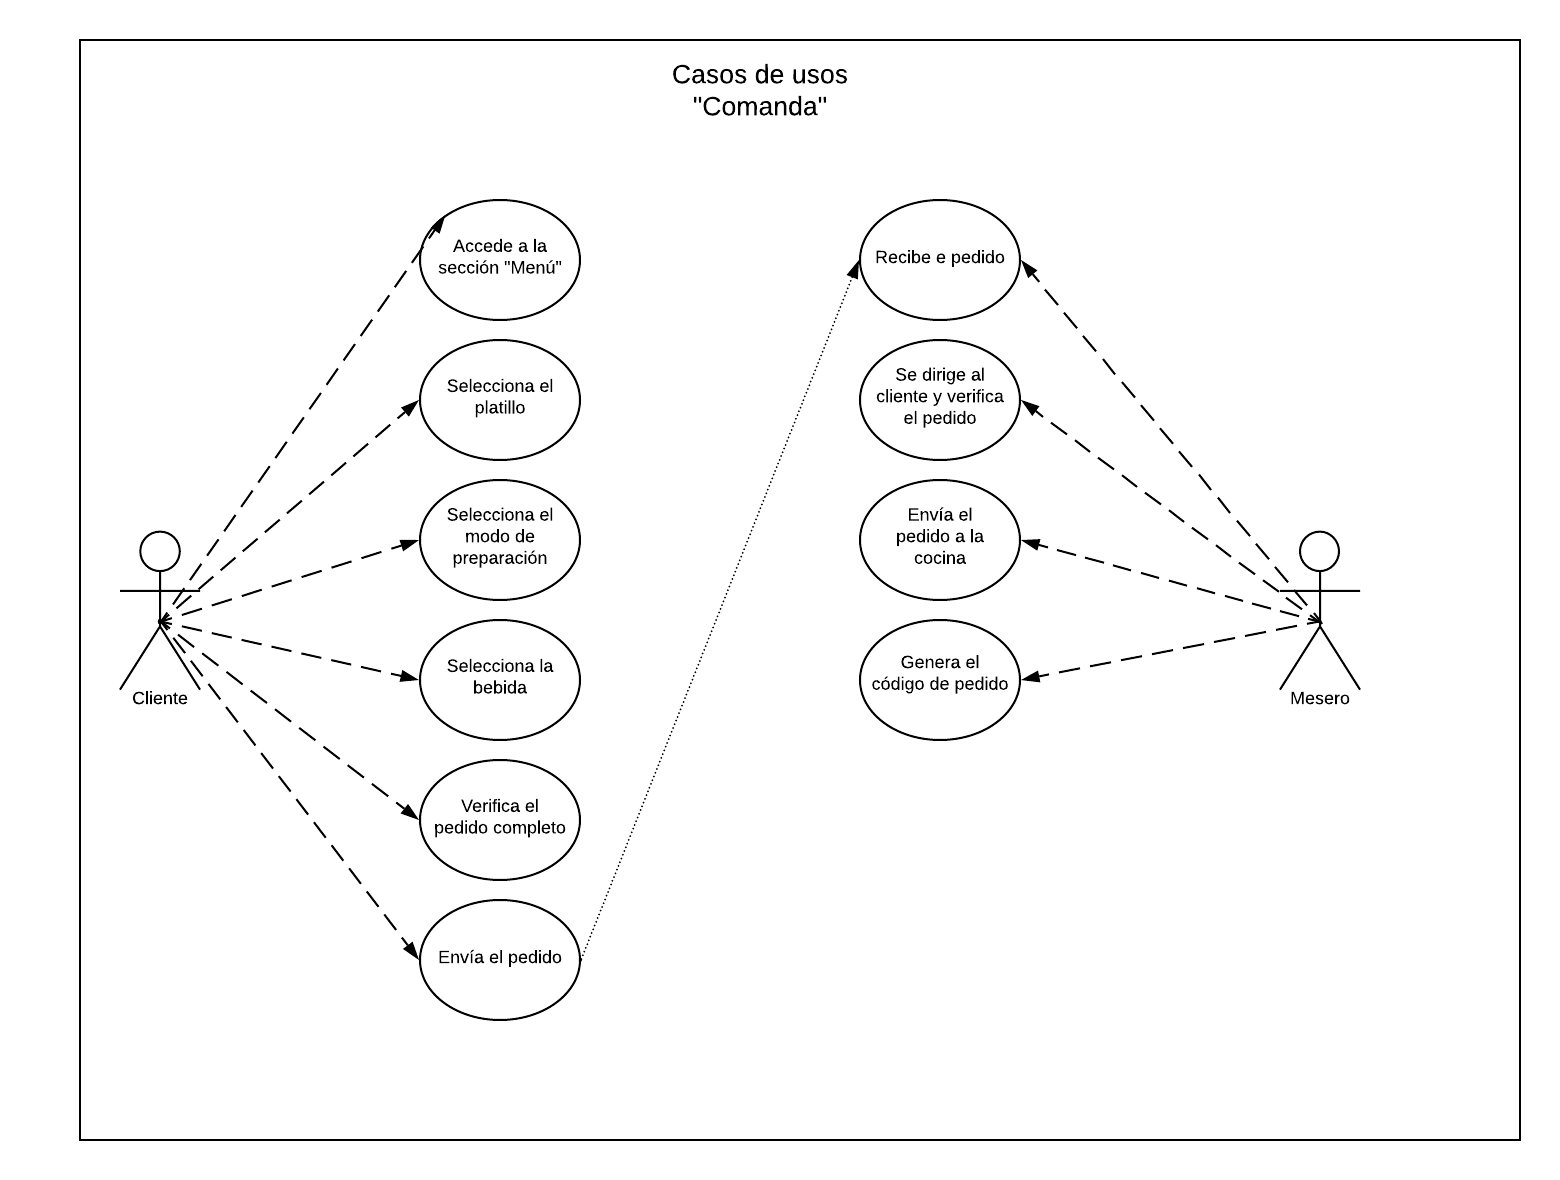 Casos de usos
"Comanda"
Accede a la
sección "Menú"
Selecciona el
platillo
Selecciona el
modo de
preparación
Selecciona la
bebida
Verifica el
pedido completo
Envía el pedido
Recibe e pedido
Se dirige al
cliente y verifica
el pedido
Envía el
pedido a la
cocina
Genera el
código de pedido
Cliente
Mesero